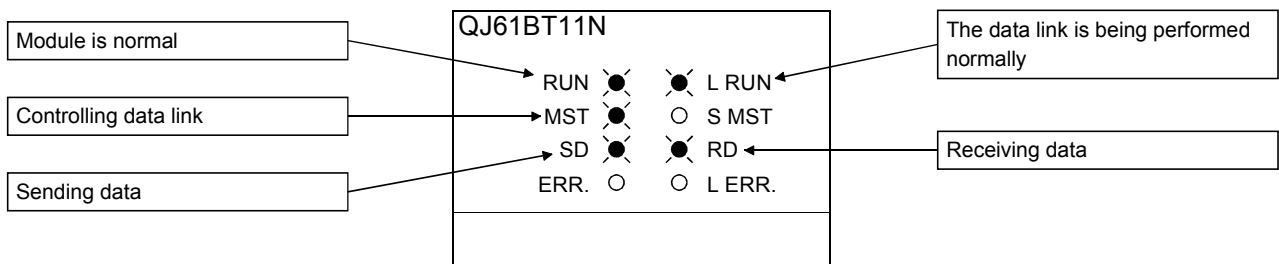 QJ61BT11N
Module is normal
Controlling data link
Sending data
RUN L RUN
MST S MST
SD RD
ERR. L ERR.
The data link is being performed
normally
Receiving data